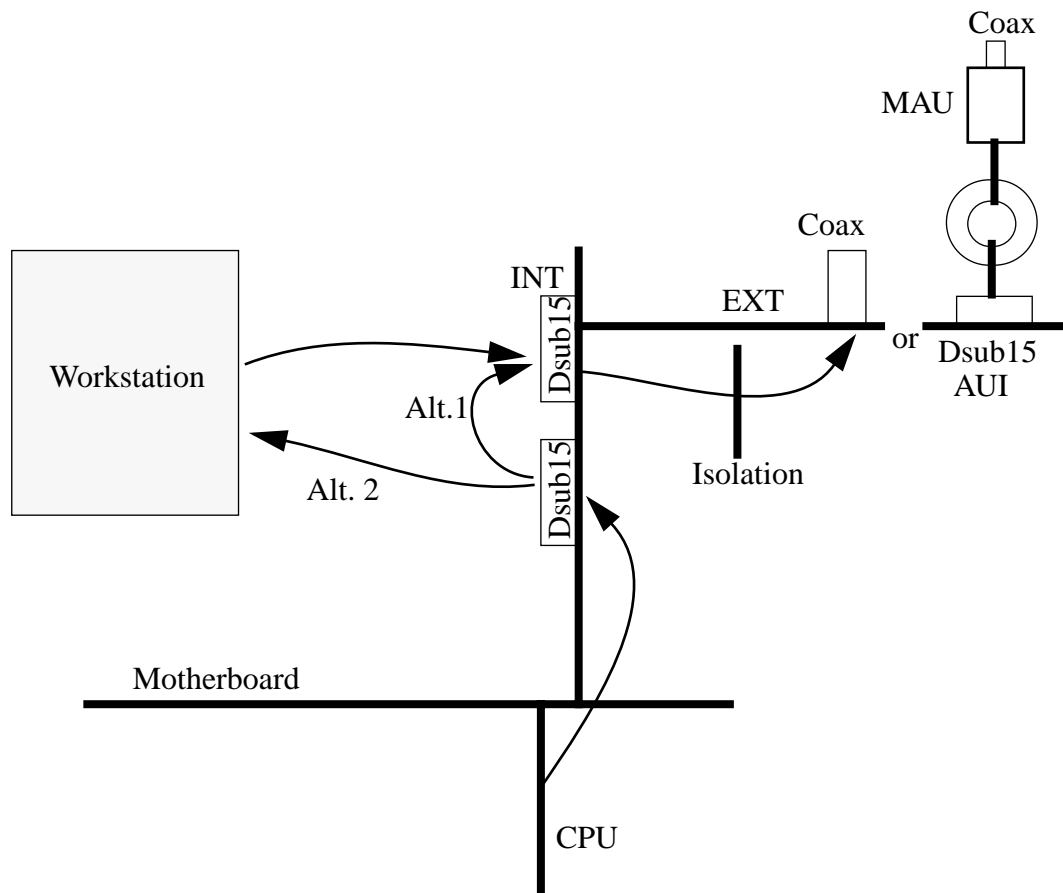 Coax
MAU
Coax
INT
EXT
Dsub15
or
Dsub15
AUI
Workstation
Alt.1
Dsub15
Isolation
Alt. 2
Motherboard
CPU